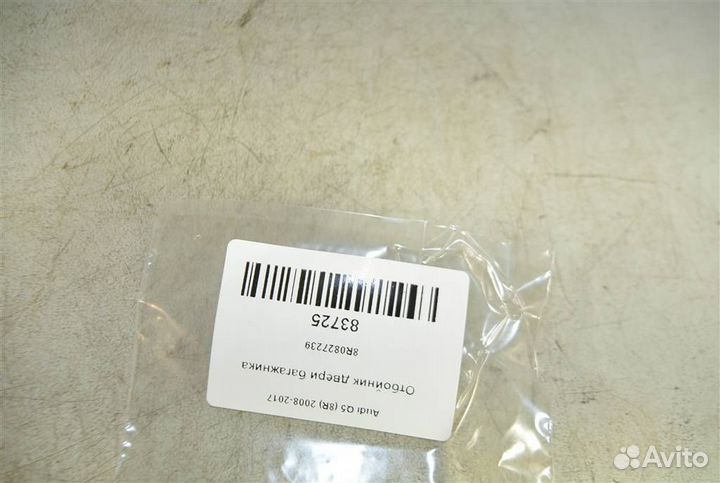 Audi Q5 (8R) 2008-2017
Отбойник двери багажника
8R0827239
83725
Avito